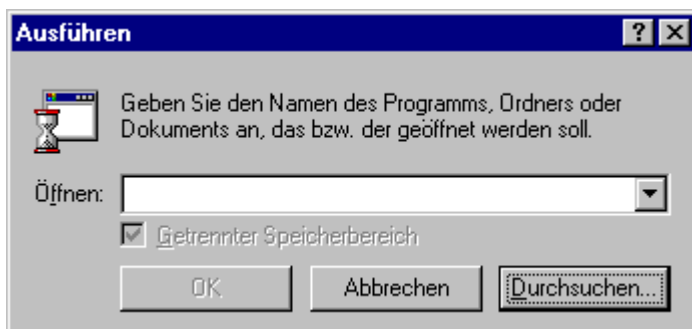 Ausführen
Geben Sie den Namen des Programms, Ordners oder
Dokuments an, das bzw. der geöffnet werden soll.
Öffnen:
Getrennter Speicherbereich
OK Abbrechen Durchsuchen...